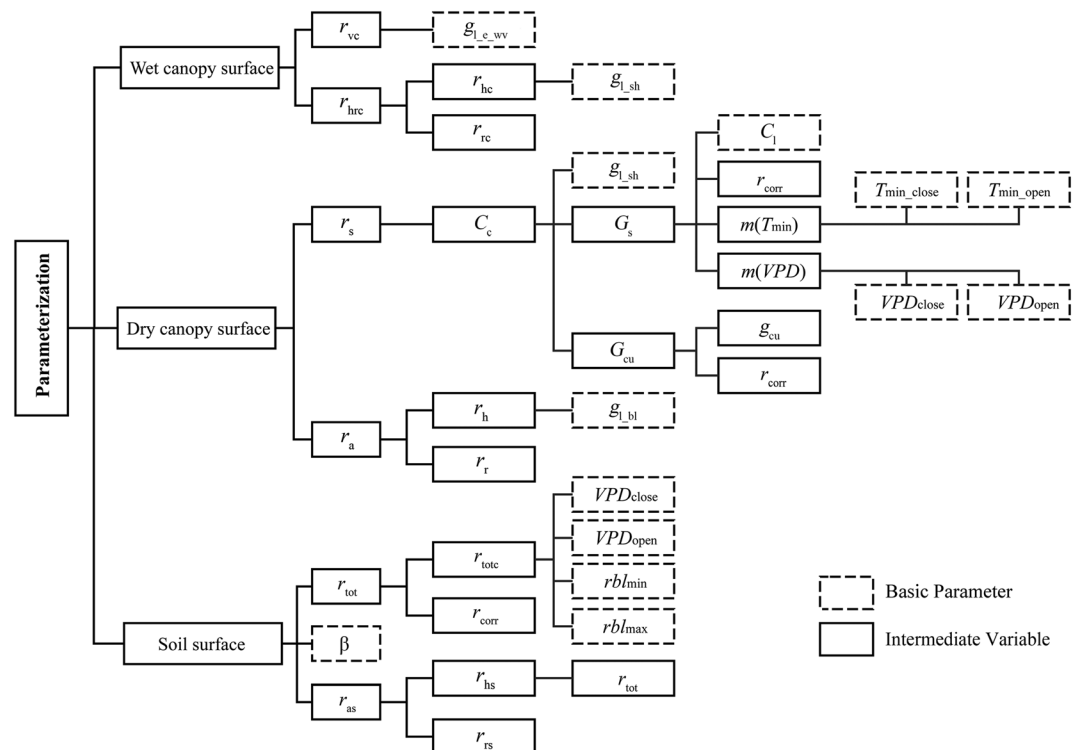 r_vc
g_l_e_wv
Wet canopy surface
r_hc
g_l_sh
r_hrc
r_rc
C_l
g_l_sh
r_corr
T_min_close
T_min_open
r_s
C_c
G_s
m(T_min)
m(VPD)
VPD_close
VPD_open
Parameterization
Dry canopy surface
g_cu
G_cu
r_corr
r_h
g_l_bl
r_a
r_r
VPD_close
VPD_open
r_totc
r_tot
rbl_min
Basic Parameter
r_corr
rbl_max
Soil surface
β
Intermediate Variable
r_hs
r_tot
r_as
r_rs